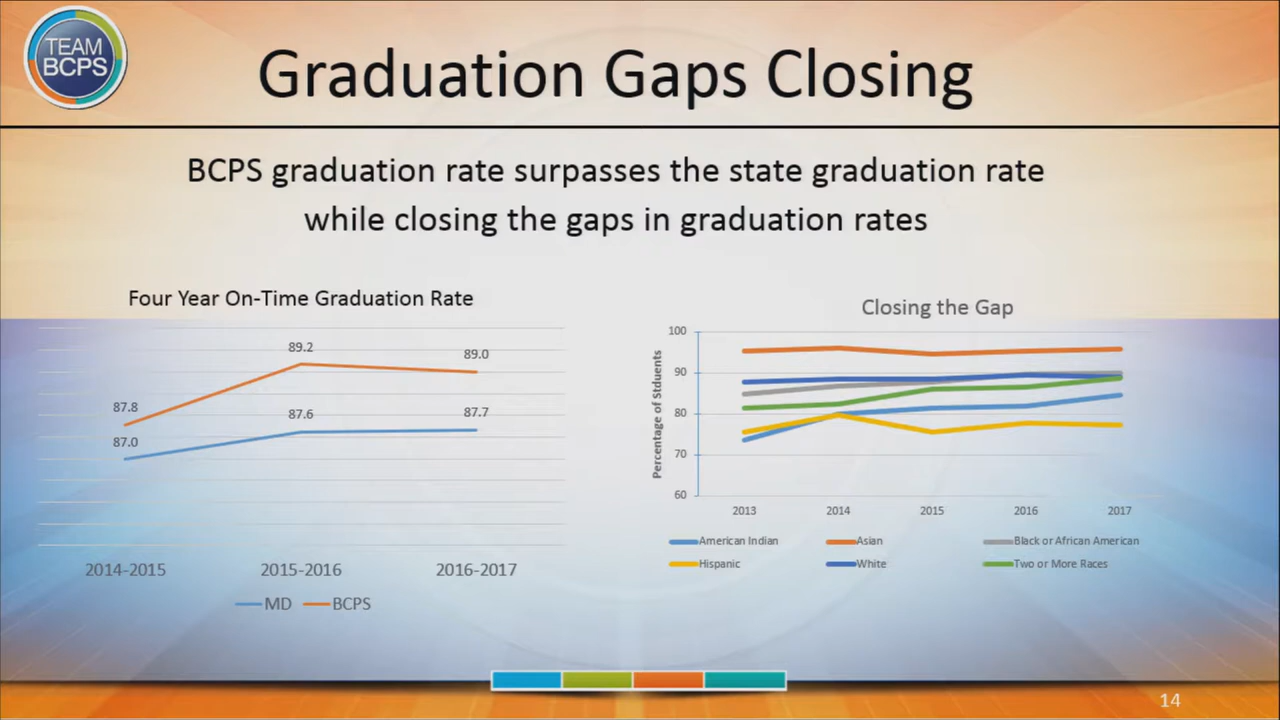 TEAM
BCPS
Graduation Gaps Closing
BCPS graduation rate surpasses the state graduation rate
while closing the gaps in graduation rates
Four Year On-Time Graduation Rate
89.2
89.0
87.8
87.6
87.7
87.0
2014-2015 2015-2016 2016-2017
MD BCPS
Closing the Gap
Percentage of Stduents
100
90
80
70
60
2013 2014 2015 2016 2017
American Indian Asian Black or African American
Hispanic White Two or More Races
14